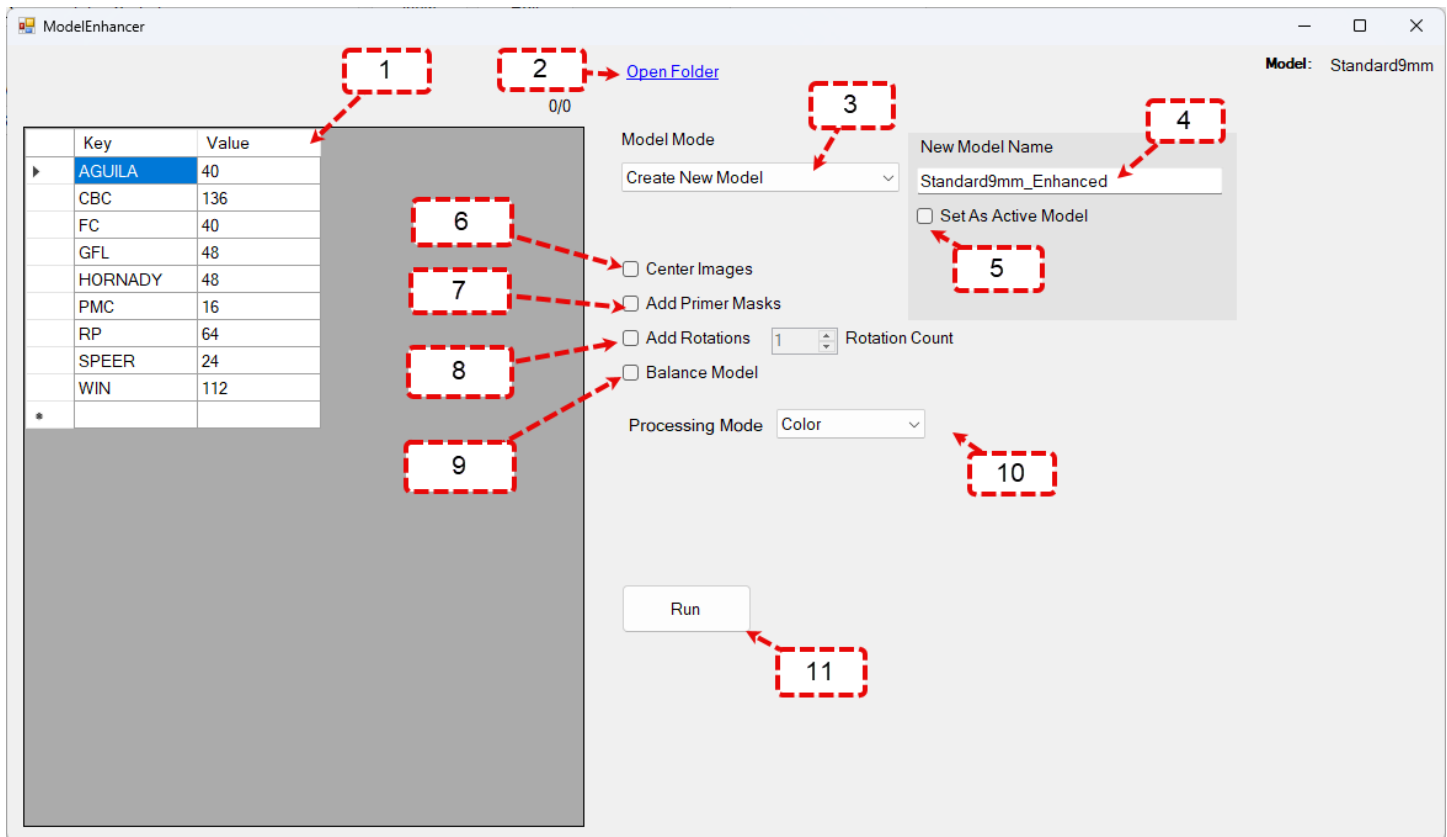 ModelEnhancer
1
2
Open Folder
Model: Standard9mm
0/0
3
4
Key Value
AGUILA 40
CBC 136
FC 40
GFL 48
HORNADY 48
PMC 16
RP 64
SPEER 24
WIN 112
*
Model Mode
Create New Model
New Model Name
Standard9mm_Enhanced
Set As Active Model
5
6
Center Images
7
Add Primer Masks
8
Add Rotations 1 Rotation Count
9
Balance Model
Processing Mode Color
10
Run
11